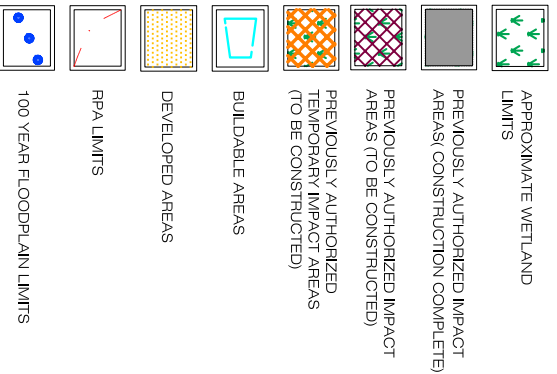 APPROXIMATE WETLAND
LIMITS
PREVIOUSLY AUTHORIZED IMPACT
AREAS( CONSTRUCTION COMPLETE)
PREVIOUSLY AUTHORIZED IMPACT
AREAS (TO BE CONSTRUCTED)
PREVIOUSLY AUTHORIZED
TEMPORARY IMPACT AREAS
(TO BE CONSTRUCTED)
BUILDABLE AREAS
DEVELOPED AREAS
RPA LIMITS
100 YEAR FLOODPLAIN LIMITS